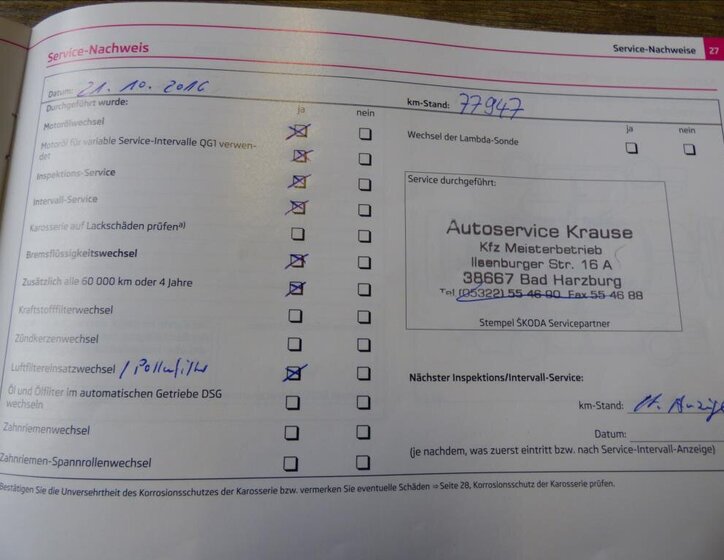 Service-Nachweis
Service-Nachweise 27
Datum: 21. 10. 2016
km-Stand: 77947
Durchgeführt wurde:
ja nein
Motorölwechsel
Motoröl für variable Service-Intervalle QG1 verwen-
det
Inspektions-Service
Intervall-Service
Karosserie auf Lackschäden prüfena)
Bremsflüssigkeitswechsel
Zusätzlich alle 60 000 km oder 4 Jahre
Kraftstofffilterwechsel
Zündkerzenwechsel
Luftfiltereinsatzwechsel / Pollenfilter
Öl und Ölfilter im automatischen Getriebe DSG
wechseln
Zahnriemenwechsel
Zahnriemen-Spannrollenwechsel
ja nein
Wechsel der Lambda-Sonde
Service durchgeführt:
Autoservice Krause
Kfz Meisterbetrieb
Ilsenburger Str. 16 A
38667 Bad Harzburg
Tel (05322) 55 46 90 Fax 55 46 88
Stempel ŠKODA Servicepartner
Nächster Inspektions/Intervall-Service:
km-Stand:
Datum:
(je nachdem, was zuerst eintritt bzw. nach Service-Intervall-Anzeige)
Bestätigen Sie die Unversehrtheit des Korrosionsschutzes der Karosserie bzw. vermerken Sie eventuelle Schäden ⇒ Seite 28, Korrosionsschutz der Karosserie prüfen.